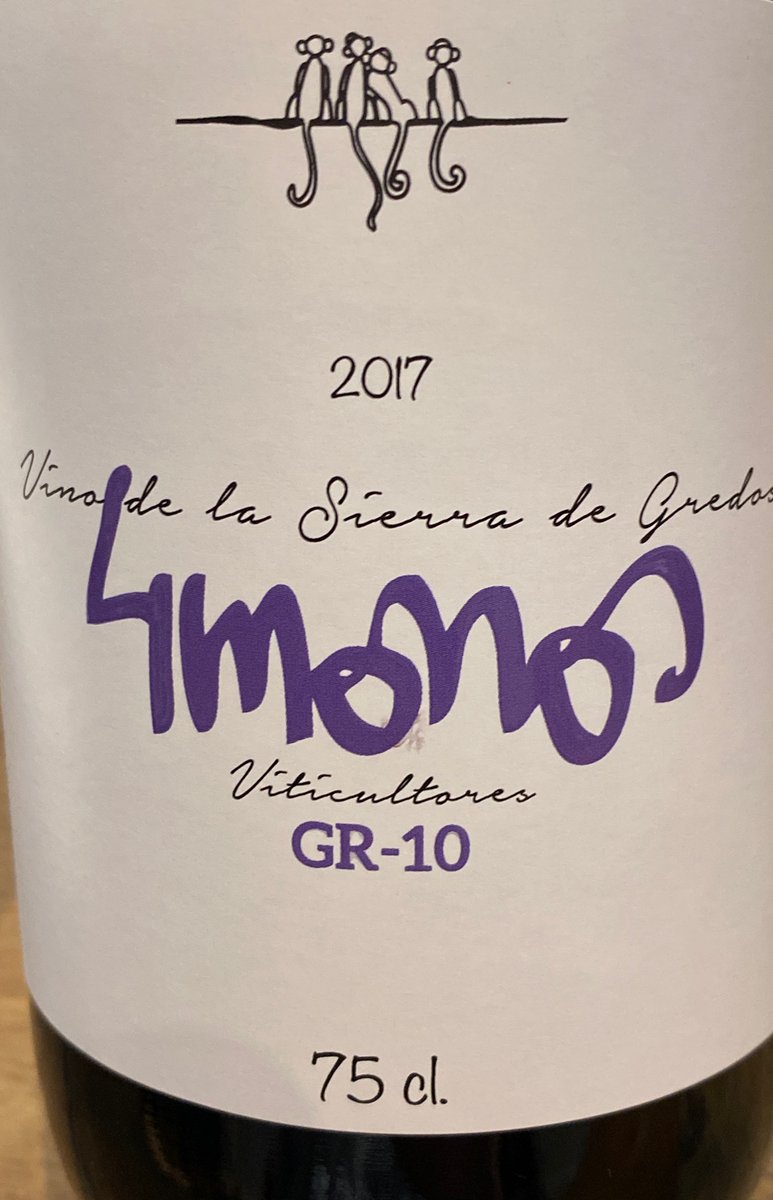 2017
Vino de la Sierra de Gredos
4monos
Viticultores
GR-10
75 cl.